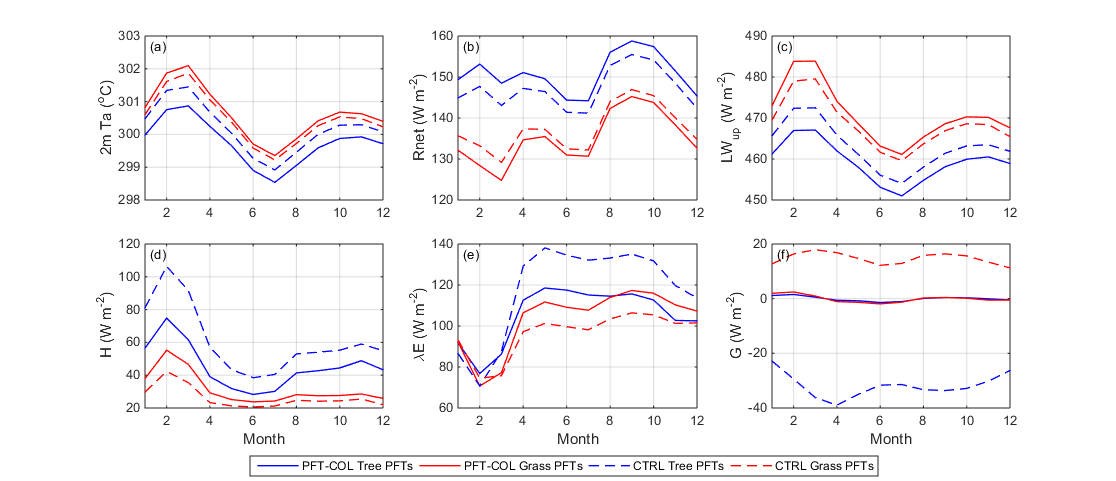 303
302
301
300
299
298
2m Ta (°C)
(a)
2 4 6 8 10 12
160
150
140
130
120
Rnet (W m-2)
(b)
2 4 6 8 10 12
490
480
470
460
450
LWup (W m-2)
(c)
2 4 6 8 10 12
120
100
80
60
40
20
H (W m-2)
(d)
2 4 6 8 10 12
Month
140
120
100
80
60
λE (W m-2)
(e)
2 4 6 8 10 12
20
0
-20
-40
G (W m-2)
(f)
2 4 6 8 10 12
Month
PFT-COL Tree PFTs PFT-COL Grass PFTs CTRL Tree PFTs CTRL Grass PFTs